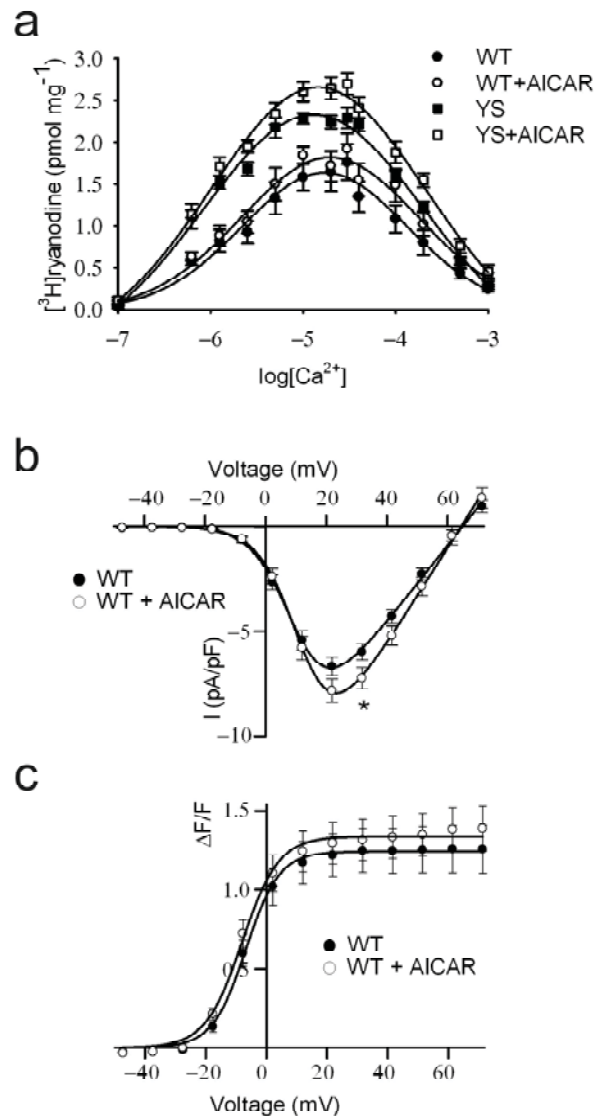 a
WT
WT+AICAR
YS
YS+AICAR
[³H]ryanodine (pmol mg⁻¹)
3.0
2.5
2.0
1.5
1.0
0.5
0.0
−7 −6 −5 −4 −3
log[Ca²⁺]
b
Voltage (mV)
−40 −20 0 20 40 60
WT
WT + AICAR
−5
−10
I (pA/pF)
*
c
ΔF/F
1.5
1.0
0.5
WT
WT + AICAR
−40 −20 0 20 40 60
Voltage (mV)